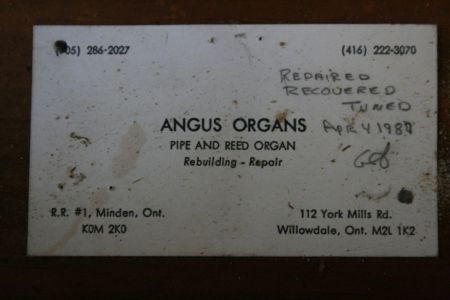 (705) 286-2027
(416) 222-3070
REPAIRED
RECOVERED
TUNED
APR 4 1987
ANGUS ORGANS
PIPE AND REED ORGAN
Rebuilding - Repair
R.R. #1, Minden, Ont.
K0M 2K0
112 York Mills Rd.
Willowdale, Ont. M2L 1K2